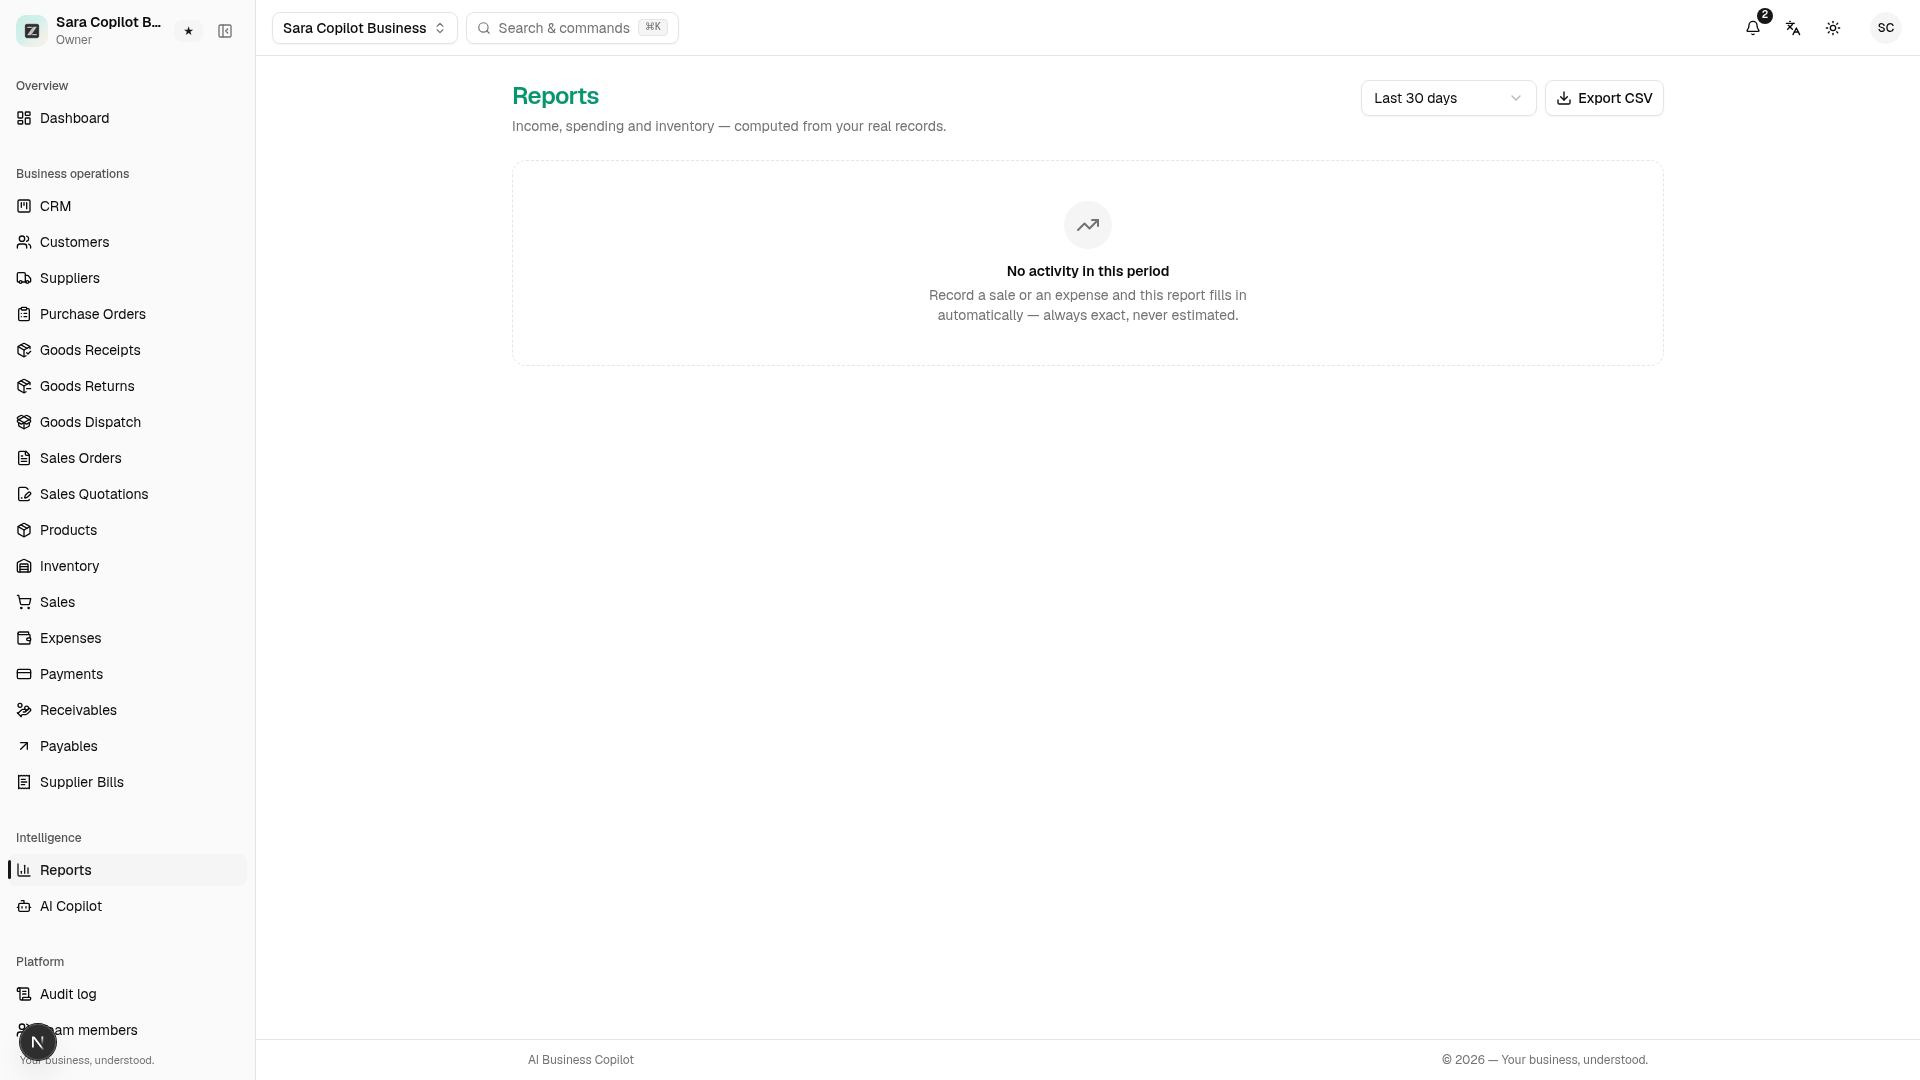 Sara Copilot B...
Owner
Overview
Dashboard
Business operations
CRM
Customers
Suppliers
Purchase Orders
Goods Receipts
Goods Returns
Goods Dispatch
Sales Orders
Sales Quotations
Products
Inventory
Sales
Expenses
Payments
Receivables
Payables
Supplier Bills
Intelligence
Reports
AI Copilot
Platform
Audit log
members
N
business, understood.
Sara Copilot Business
Search & commands ⌘K
2
SC
Reports
Income, spending and inventory — computed from your real records.
Last 30 days
Export CSV
No activity in this period
Record a sale or an expense and this report fills in
automatically — always exact, never estimated.
AI Business Copilot
© 2026 — Your business, understood.